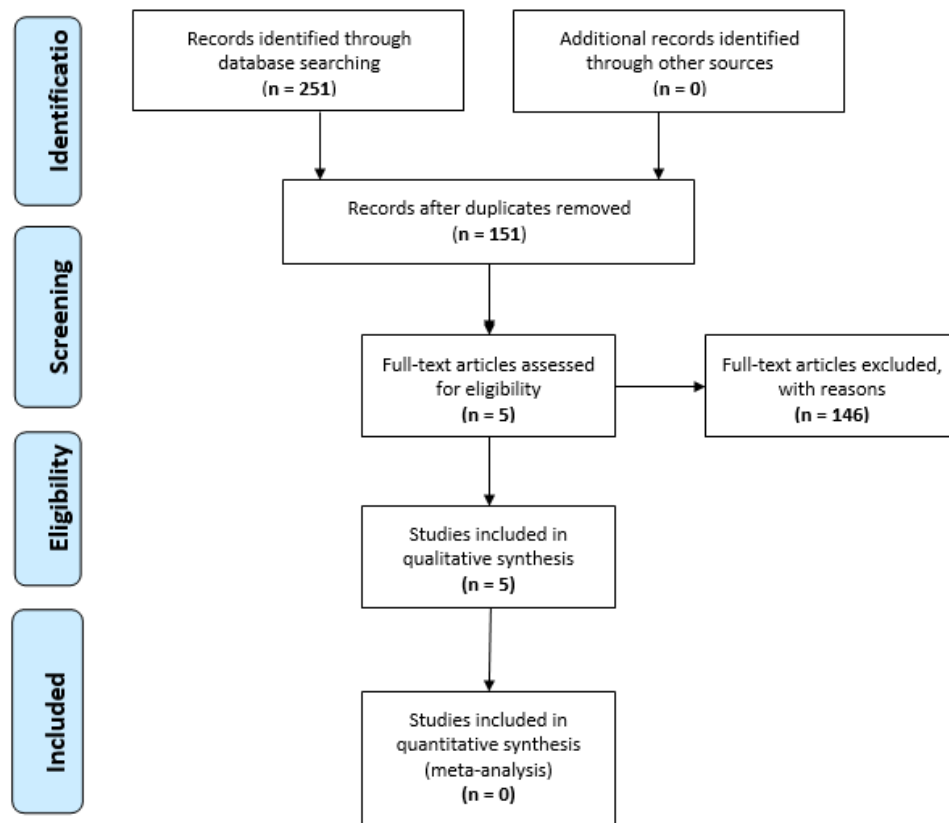 Identificatio
Records identified through
database searching
(n = 251)
Additional records identified
through other sources
(n = 0)
Records after duplicates removed
(n = 151)
Screening
Full-text articles assessed
for eligibility
(n = 5)
Full-text articles excluded,
with reasons
(n = 146)
Eligibility
Studies included in
qualitative synthesis
(n = 5)
Included
Studies included in
quantitative synthesis
(meta-analysis)
(n = 0)